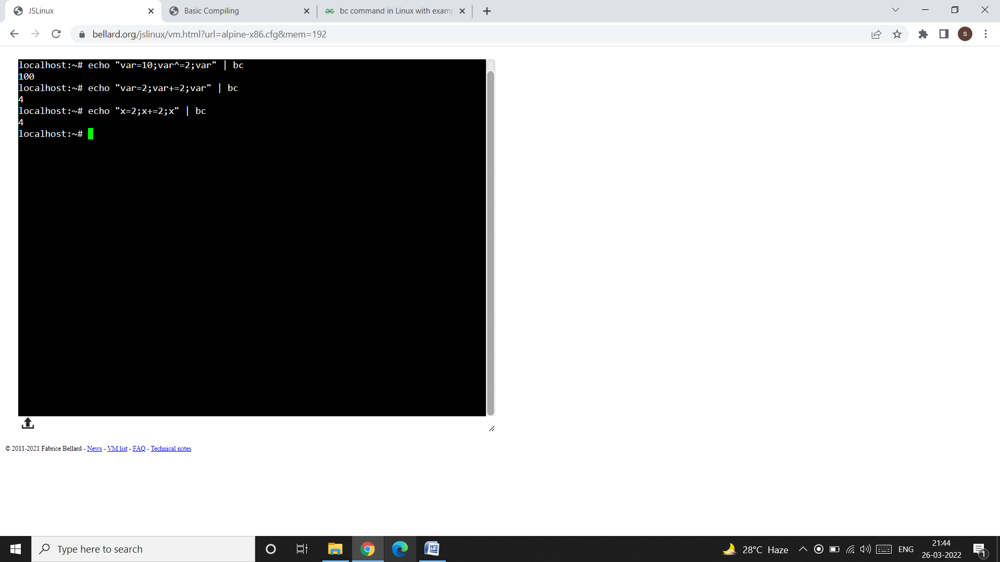 JSLinux
Basic Compiling
bc command in Linux with examp
bellard.org/jslinux/vm.html?url=alpine-x86.cfg&mem=192
S
localhost:~# echo "var=10;var^=2;var" | bc
100
localhost:~# echo "var=2;var+=2;var" | bc
4
localhost:~# echo "x=2;x+=2;x" | bc
4
localhost:~#
© 2011-2021 Fabrice Bellard - News - VM list - FAQ - Technical notes
Type here to search
28°C Haze
ENG
21:44
26-03-2022
1